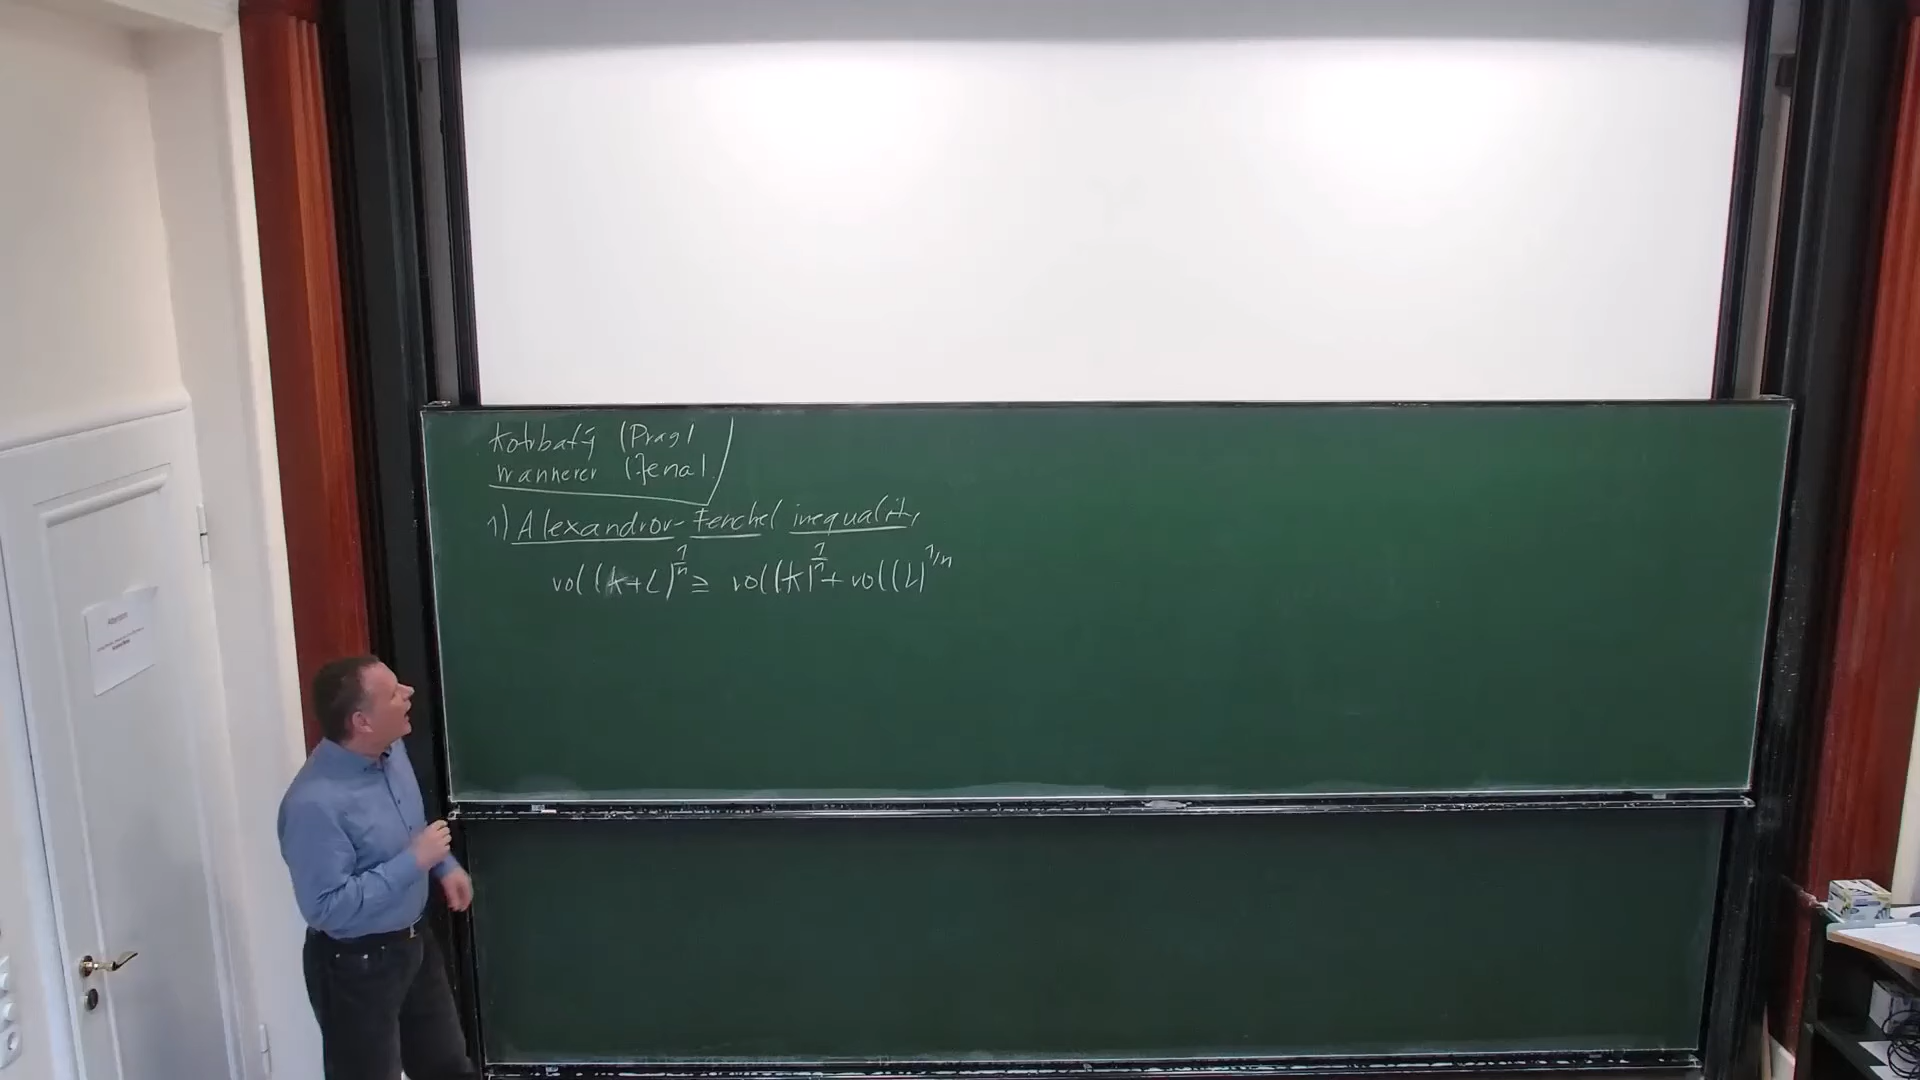 Kotrbatý (Prag)
Wannerer (Jena)
1) Alexandrov-Fenchel inequality
vol(K+L)^{1/n} ≥ vol(K)^{1/n} + vol(L)^{1/n}